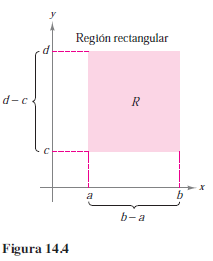 y
Región rectangular
d
d – c
R
c
x
a
b
b – a
Figura 14.4